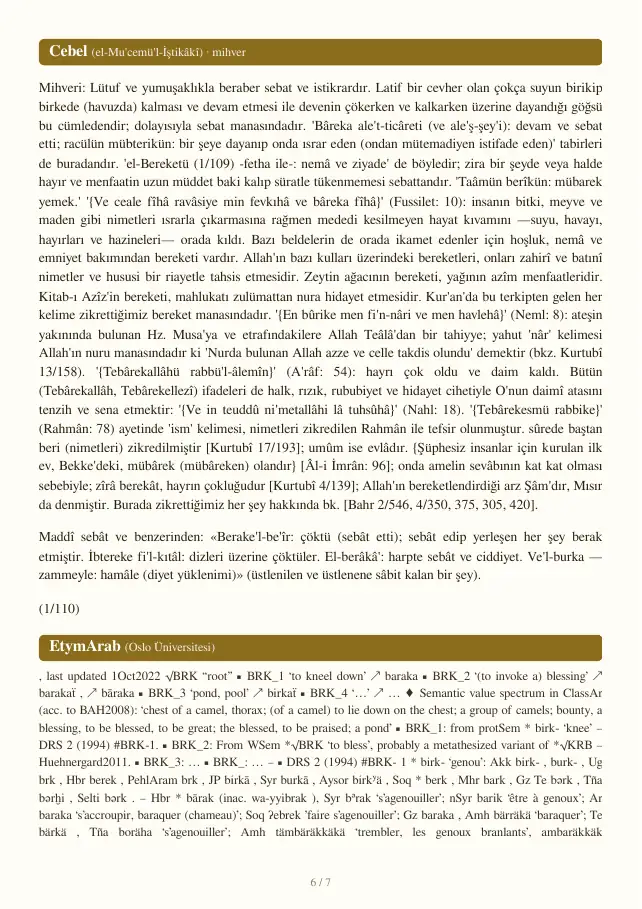 Cebel (el-Mu'cemü'l-İştikâkî) · mihver
Mihveri: Lütuf ve yumuşaklıkla beraber sebat ve istikrardır. Latif bir cevher olan çokça suyun birikip
birkede (havuzda) kalması ve devam etmesi ile devenin çökerken ve kalkarken üzerine dayandığı göğsü
bu cümledendir; dolayısıyla sebat manasındadır. 'Bâreka ale't-ticâreti (ve ale'ş-şey'i): devam ve sebat
etti; racülün mübterikün: bir şeye dayanıp onda ısrar eden (ondan mütemadiyen istifade eden)' tabirleri
de buradandır. 'el-Bereketü (1/109) -fetha ile-: nemâ ve ziyade' de böyledir; zira bir şeyde veya halde
hayır ve menfaatin uzun müddet baki kalıp süratle tükenmemesi sebattandır. 'Taâmün berîkün: mübarek
yemek.' '{Ve ceale fîhâ ravâsiye min fevkıhâ ve bâreka fîhâ}' (Fussilet: 10): insanın bitki, meyve ve
maden gibi nimetleri ısrarla çıkarmasına rağmen mededi kesilmeyen hayat kıvamını —suyu, havayı,
hayırları ve hazineleri— orada kıldı. Bazı beldelerin de orada ikamet edenler için hoşluk, nemâ ve
emniyet bakımından bereketi vardır. Allah'ın bazı kulları üzerindeki bereketleri, onları zahirî ve batınî
nimetler ve hususi bir riayetle tahsis etmesidir. Zeytin ağacının bereketi, yağının azîm menfaatleridir.
Kitab-ı Azîz'in bereketi, mahlukatı zulümattan nura hidayet etmesidir. Kur'an'da bu terkipten gelen her
kelime zikrettiğimiz bereket manasındadır. '{En bûrike men fi'n-nâri ve men havlehâ}' (Neml: 8): ateşin
yakınında bulunan Hz. Musa'ya ve etrafındakilere Allah Teâlâ'dan bir tahiyye; yahut 'nâr' kelimesi
Allah'ın nuru manasındadır ki 'Nurda bulunan Allah azze ve celle takdis olundu' demektir (bkz. Kurtubî
13/158). '{Tebârekallâhü rabbü'l-âlemîn}' (A'râf: 54): hayrı çok oldu ve daim kaldı. Bütün
(Tebârekallâh, Tebârekellezî) ifadeleri de halk, rızık, rububiyet ve hidayet cihetiyle O'nun daimî atasını
tenzih ve sena etmektir: '{Ve in teuddû ni'metallâhi lâ tuhsûhâ}' (Nahl: 18). '{Tebârekesmü rabbike}'
(Rahmân: 78) ayetinde 'ism' kelimesi, nimetleri zikredilen Rahmân ile tefsir olunmuştur. sûrede baştan
beri (nimetleri) zikredilmiştir [Kurtubî 17/193]; umûm ise evlâdır. {Şüphesiz insanlar için kurulan ilk
ev, Bekke'deki, mübârek (mübâreken) olandır} [Âl-i İmrân: 96]; onda amelin sevâbının kat kat olması
sebebiyle; zîrâ berekât, hayrın çokluğudur [Kurtubî 4/139]; Allah'ın bereketlendirdiği arz Şâm'dır, Mısır
da denmiştir. Burada zikrettiğimiz her şey hakkında bk. [Bahr 2/546, 4/350, 375, 305, 420].
Maddî sebât ve benzerinden: «Berake'l-be'îr: çöktü (sebât etti); sebât edip yerleşen her şey berak
etmiştir. İbtereke fi'l-kıtâl: dizleri üzerine çöktüler. El-berâkâ': harpte sebât ve ciddiyet. Ve'l-burka —
zammeyle: hamâle (diyet yüklenimi)» (üstlenilen ve üstlenene sâbit kalan bir şey).
(1/110)
EtymArab (Oslo Üniversitesi)
, last updated 1Oct2022 √BRK “root” ▪ BRK_1 ‘to kneel down’ ↗ baraka ▪ BRK_2 ‘(to invoke a) blessing’ ↗
barakaẗ , ↗ bāraka ▪ BRK_3 ‘pond, pool’ ↗ birkaẗ ▪ BRK_4 ‘…’ ↗ … ♦ Semantic value spectrum in ClassAr
(acc. to BAH2008): ‘chest of a camel, thorax; (of a camel) to lie down on the chest; a group of camels; bounty, a
blessing, to be blessed, to be great; the blessed, to be praised; a pond’ ▪ BRK_1: from protSem * birk- ‘knee’ –
DRS 2 (1994) #BRK-1. ▪ BRK_2: From WSem *√BRK ‘to bless’, probably a metathesized variant of *√KRB –
Huehnergard2011. ▪ BRK_3: … ▪ BRK_: … – ▪ DRS 2 (1994) #BRK- 1 * birk- ‘genou’: Akk birk- , burk- , Ug
brk , Hbr berek , PehlAram brk , JP birkā , Syr burkā , Aysor birkʸā , Soq * berk , Mhr bark , Gz Te bərk , Tña
bərḫi , Selti bərk . – Hbr * bārak (inac. wa-yyibrak ), Syr bᵊrak ‘s’agenouiller’; nSyr barik ‘être à genoux’; Ar
baraka ‘s’accroupir, baraquer (chameau)’; Soq ʔebrek ’faire s’agenouiller’; Gz baraka , Amh bärräkä ‘baraquer’; Te
bärkä , Tña boräha ‘s’agenouiller’; Amh tämbäräkkäkä ‘trembler, les genoux branlants’, ambaräkkäk
6 / 7